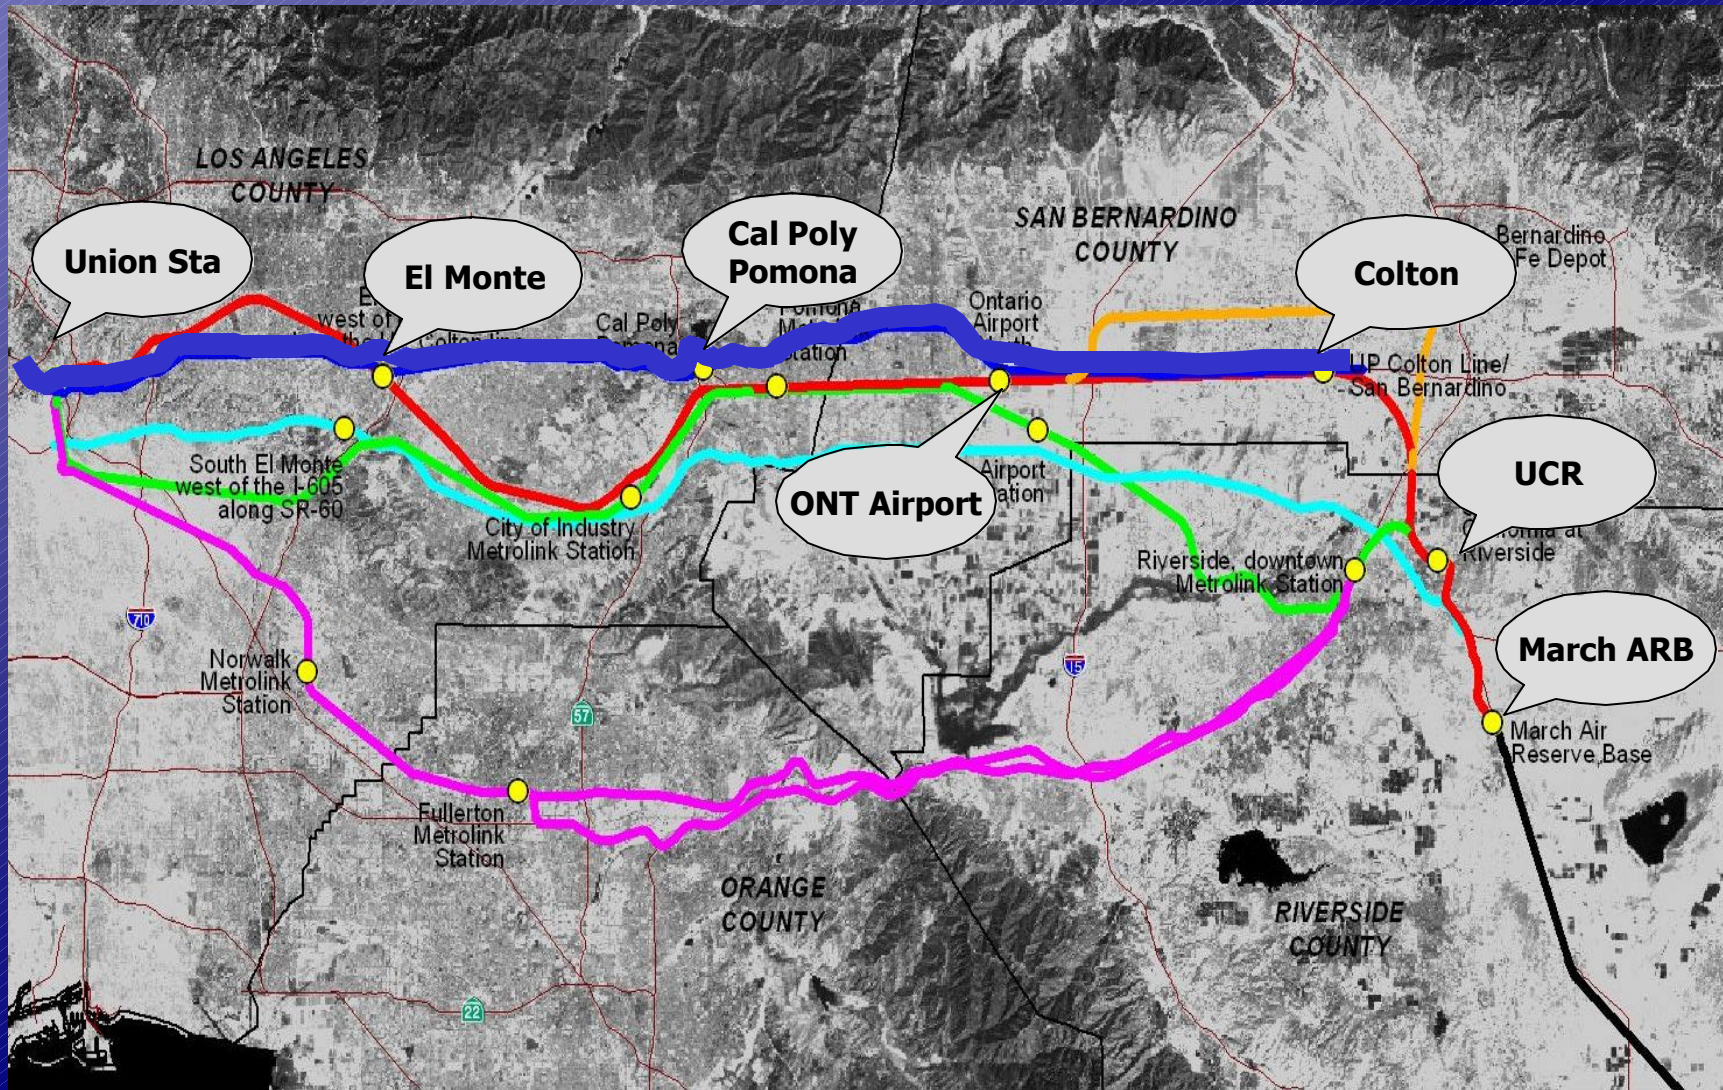 LOS ANGELES
COUNTY
Union Sta
El Monte
Cal Poly
Pomona
SAN BERNARDINO
COUNTY
Colton
Bernardino
Fe Depot
west of
Cal Poly
Ontario
Airport
Station
UP Colton Line/
San Bernardino
South El Monte
west of the I-605
along SR-60
City of Industry
Metrolink Station
ONT Airport
Airport
UCR
Riverside
Riverside, downtown
Metrolink Station
710
15
March ARB
Norwalk
Metrolink
Station
57
March Air
Reserve Base
Fullerton
Metrolink
Station
ORANGE
COUNTY
RIVERSIDE
COUNTY
22